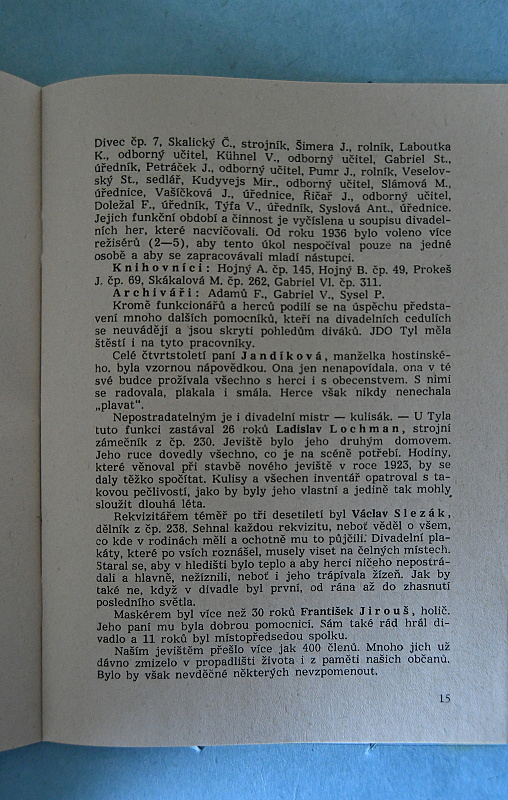 Divec čp. 7, Skalický Č., strojník, Šimera J., rolník, Laboutka
K., odborný učitel, Kühnel V., odborný učitel, Gabriel St.,
úředník, Petráček J., odborný učitel, Pumr J., rolník, Veselov-
ský St., sedlář, Kudyvejs Mir., odborný učitel, Slámová M.,
úřednice, Vašíčková J., úřednice, Říčař J., odborný učitel,
Doležal F., úředník, Týfa V., úředník, Syslová Ant., úřednice.
Jejich funkční období a činnost je vyčíslena u soupisu divadel-
ních her, které nacvičovali. Od roku 1936 bylo voleno více
režisérů (2—5), aby tento úkol nespočíval pouze na jedné
osobě a aby se zapracovávali mladí nástupci.
Knihovníci: Hojný A. čp. 145, Hojný B. čp. 49, Prokeš
J. čp. 69, Skákalová M. čp. 262, Gabriel Vl. čp. 311.
Archiváři: Adamů F., Gabriel V., Sysel P.
Kromě funkcionářů a herců podílí se na úspěchu představe-
vení mnoho dalších pomocníků, kteří na divadelních cedulích
se neuvádějí a jsou skryti pohledům diváků. JDO Tyl měla
štěstí i na tyto pracovníky.
Celé čtvrtstoletí paní Jandíková, manželka hostinské-
ho, byla vzornou nápovědkou. Ona jen nenapovídala, ona v té
své budce prožívala všechno s herci i s obecenstvem. S nimi
se radovala, plakala i smála. Herce však nikdy nenechala
„plavat“.
Nepostradatelným je i divadelní mistr — kulisák. — U Tyla
tuto funkci zastával 26 roků Ladislav Lochman, strojní
zámečník z čp. 230. Jeviště bylo jeho druhým domovem.
Jeho ruce dovedly všechno, co je na scéně potřebí. Hodiny,
které věnoval při stavbě nového jeviště v roce 1923, by se
daly těžko spočítat. Kulisy a všechen inventář opatroval s ta-
kovou pečlivostí, jako by byly jeho vlastní a jedině tak mohly
sloužit dlouhá léta.
Rekvizitářem téměř po tři desetiletí byl Václav Slezák,
dělník z čp. 238. Sehnal každou rekvizitu, neboť věděl o všem,
co kde v rodinách měli a ochotně mu to půjčili. Divadelní pla-
káty, které po vsích roznášel, musely viset na čelných místech.
Staral se, aby v hledišti bylo teplo a aby herci ničeho nepostrá-
dali a hlavně, nežíznili, neboť i jeho trápívala žízeň. Jak by
také ne, když v divadle byl první, od rána až do zhasnutí
posledního světla.
Maskérem byl více než 30 roků František Jirouš, holič.
Jeho paní mu byla dobrou pomocnicí. Sám také rád hrál di-
vadlo a 11 roků byl místopředsedou spolku.
Naším jevištěm přešlo více jak 400 členů. Mnoho jich už
dávno zmizelo v propadlišti života i z paměti našich občanů.
Bylo by však nevděčné některých nevzpomenout.
15